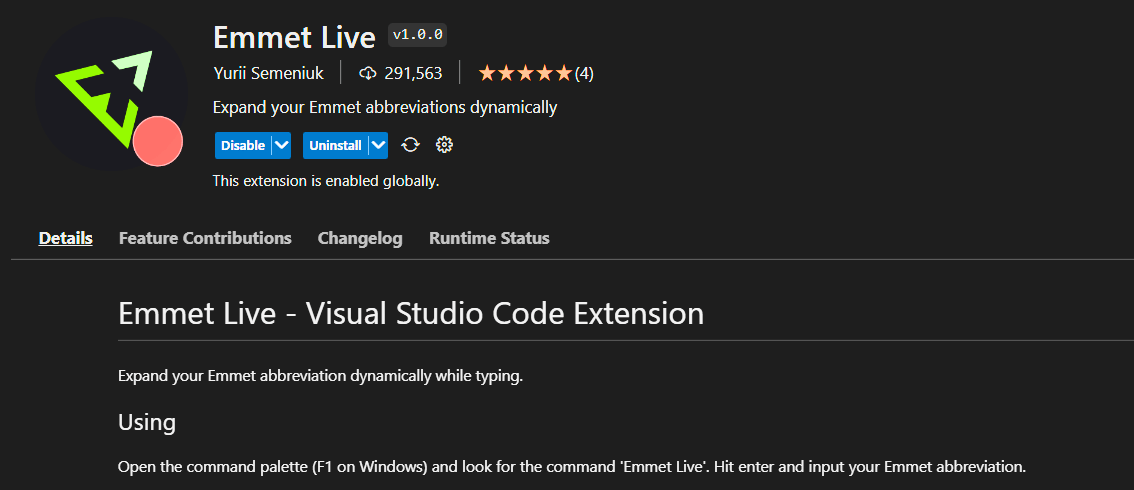 Emmet Live v1.0.0
Yurii Semeniuk 291,563 (4)
Expand your Emmet abbreviations dynamically
Disable Uninstall
This extension is enabled globally.
Details Feature Contributions Changelog Runtime Status
Emmet Live - Visual Studio Code Extension
Expand your Emmet abbreviation dynamically while typing.
Using
Open the command palette (F1 on Windows) and look for the command 'Emmet Live'. Hit enter and input your Emmet abbreviation.